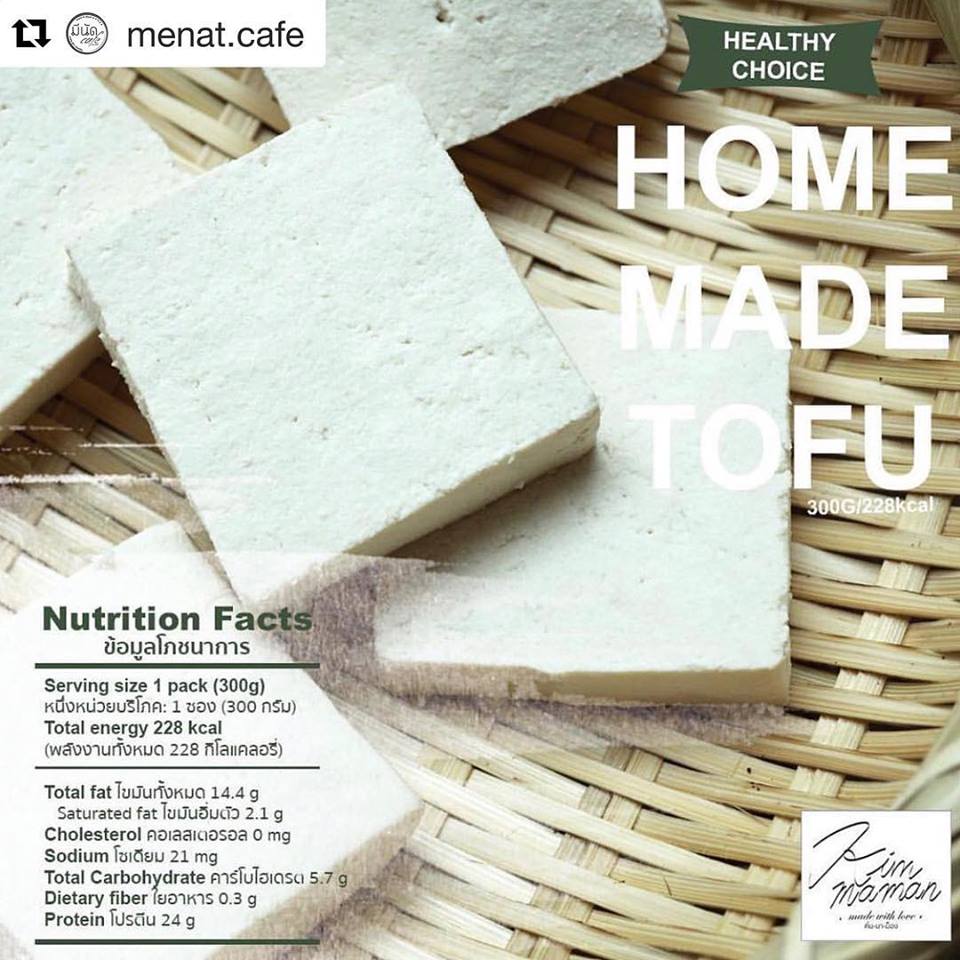 menat.cafe
มีนัด
cafe
HEALTHY
CHOICE
HOME
MADE
TOFU
300G/228kcal
Nutrition Facts
ข้อมูลโภชนาการ
Serving size 1 pack (300g)
หนึ่งหน่วยบริโภค: 1 ซอง (300 กรัม)
Total energy 228 kcal
(พลังงานทั้งหมด 228 กิโลแคลอรี่)
Total fat ไขมันทั้งหมด 14.4 g
Saturated fat ไขมันอิ่มตัว 2.1 g
Cholesterol คอเลสเตอรอล 0 mg
Sodium โซเดียม 21 mg
Total Carbohydrate คาร์โบไฮเดรต 5.7 g
Dietary fiber ใยอาหาร 0.3 g
Protein โปรตีน 24 g
Kim
maman
made with love